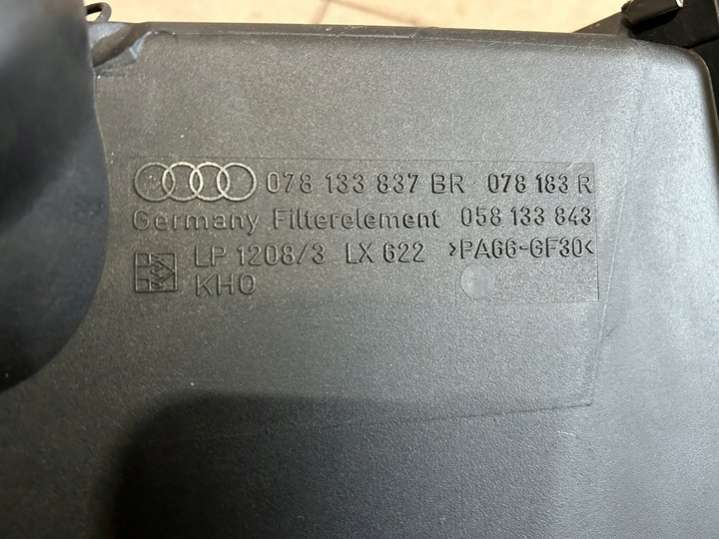 078 133 837 BR 078 183 R
Germany Filterelement 058 133 843
LP 1208/3 LX 622 >PA66-GF30<
KHO